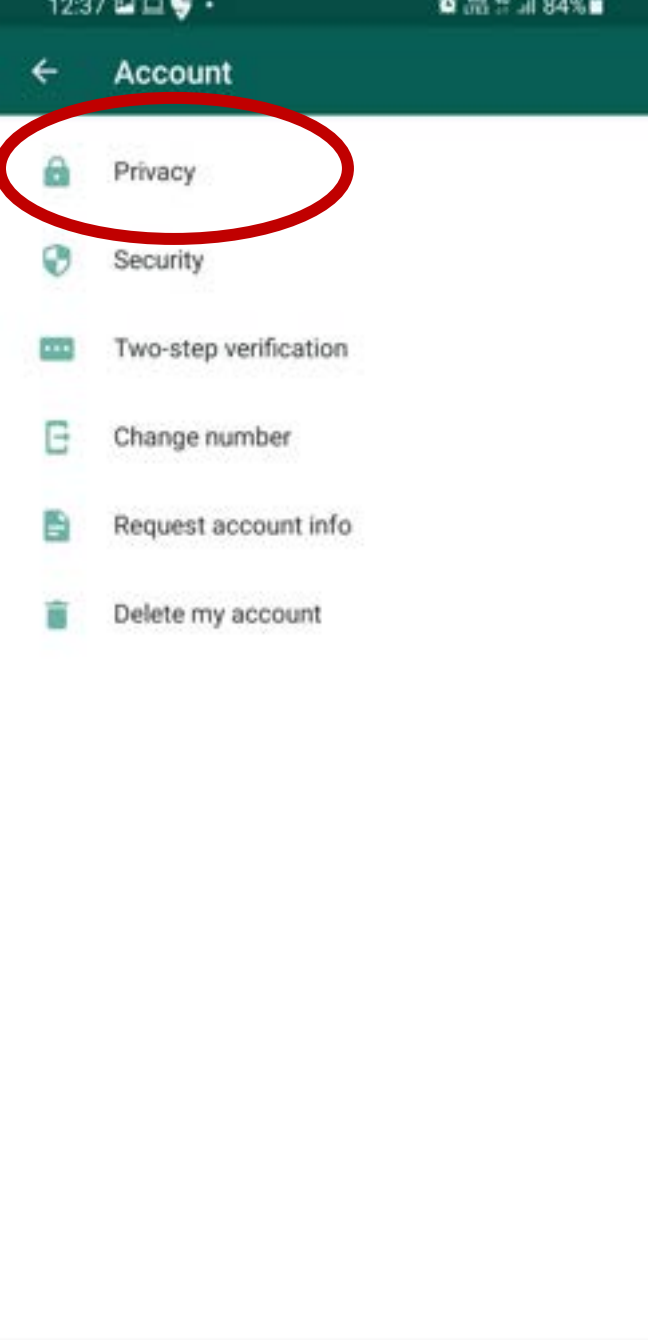 12:37 84%
Account
Privacy
Security
Two-step verification
Change number
Request account info
Delete my account